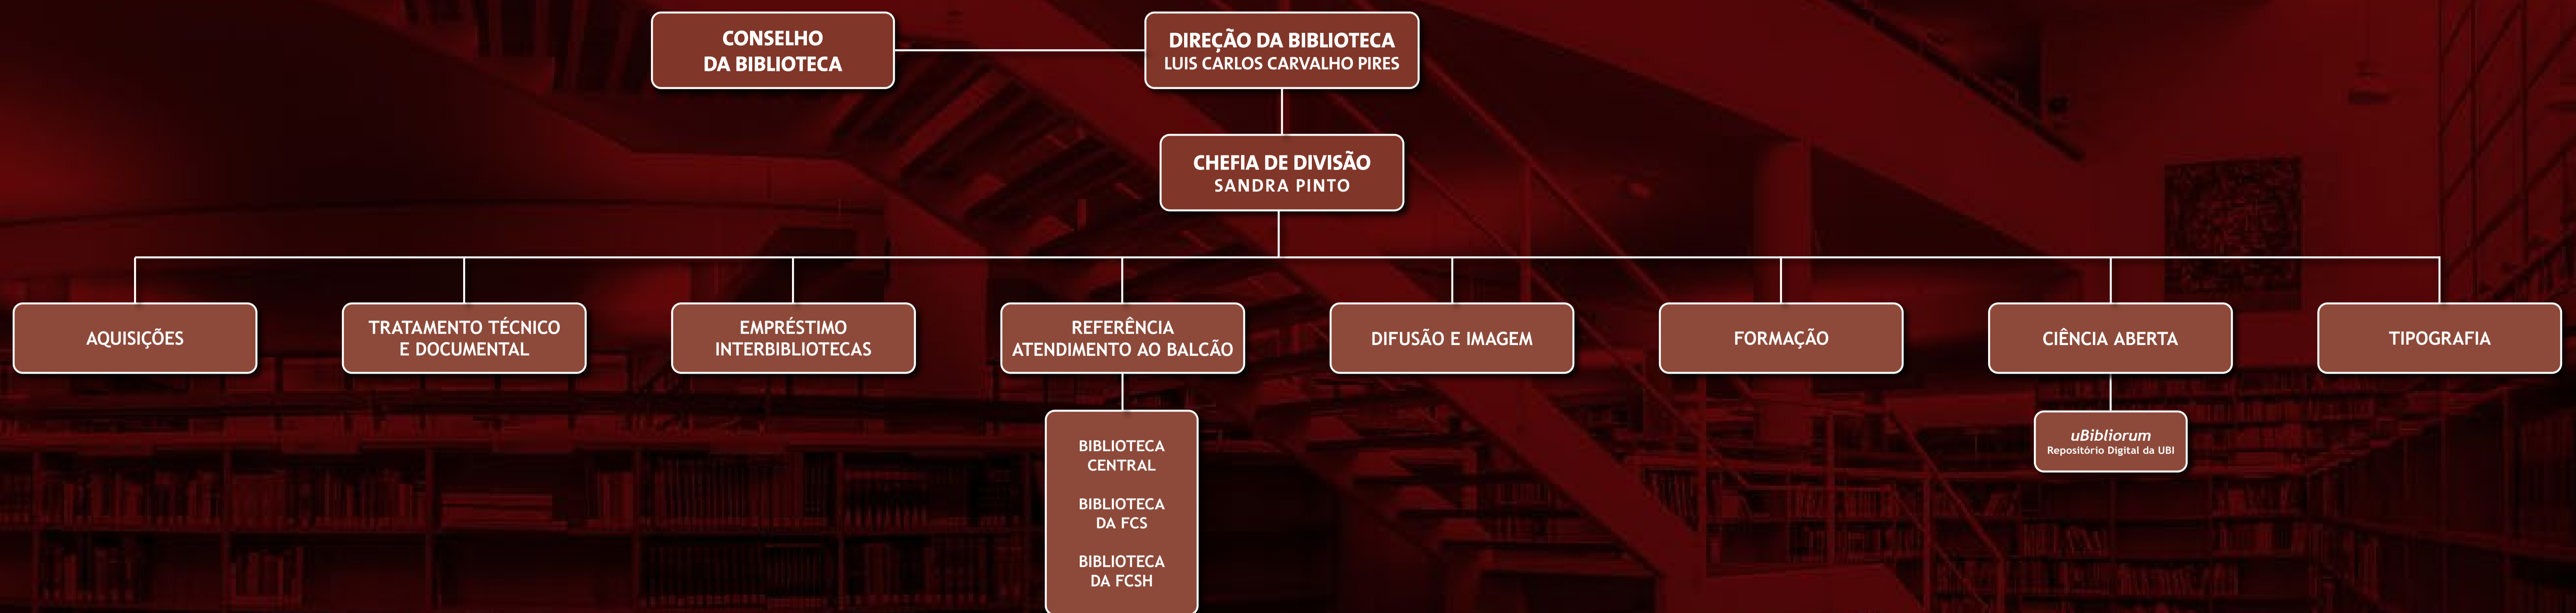 CONSELHO
DA BIBLIOTECA
DIREÇÃO DA BIBLIOTECA
LUIS CARLOS CARVALHO PIRES
CHEFIA DE DIVISÃO
SANDRA PINTO
AQUISIÇÕES
TRATAMENTO TÉCNICO
E DOCUMENTAL
EMPRÉSTIMO
INTERBIBLIOTECAS
REFERÊNCIA
ATENDIMENTO AO BALCÃO
DIFUSÃO E IMAGEM
FORMAÇÃO
CIÊNCIA ABERTA
TIPOGRAFIA
BIBLIOTECA
CENTRAL
BIBLIOTECA
DA FCS
BIBLIOTECA
DA FCSH
uBibliorum
Repositório Digital da UBI